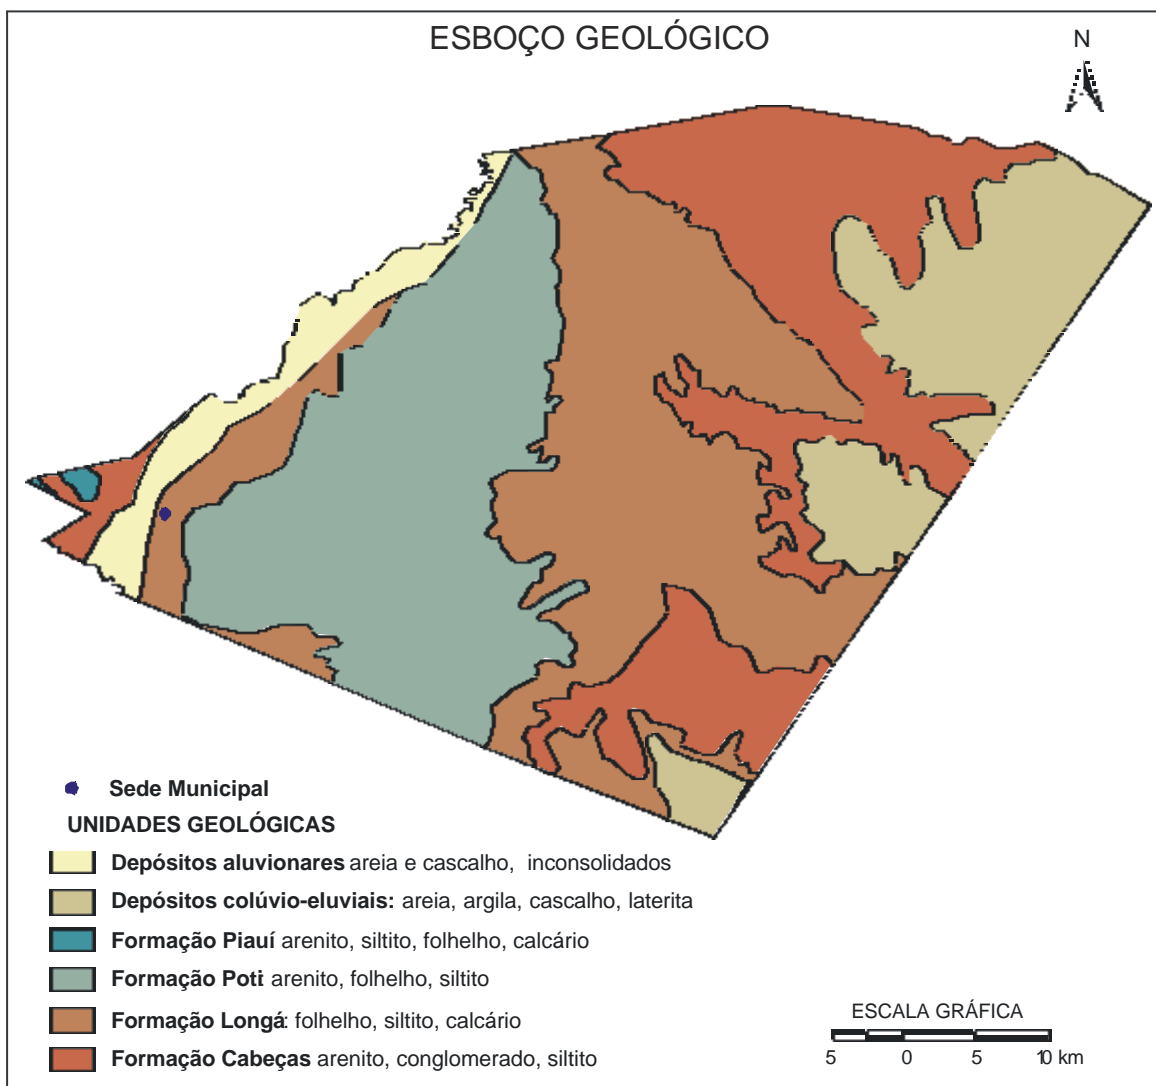 ESBOÇO GEOLÓGICO
N
Sede Municipal
UNIDADES GEOLÓGICAS
Depósitos aluvionares areia e cascalho, inconsolidados
Depósitos colúvio-eluviais: areia, argila, cascalho, laterita
Formação Piauí arenito, siltito, folhelho, calcário
Formação Poti: arenito, folhelho, siltito
Formação Longá: folhelho, siltito, calcário
Formação Cabeças arenito, conglomerado, siltito
ESCALA GRÁFICA
5 0 5 10 km